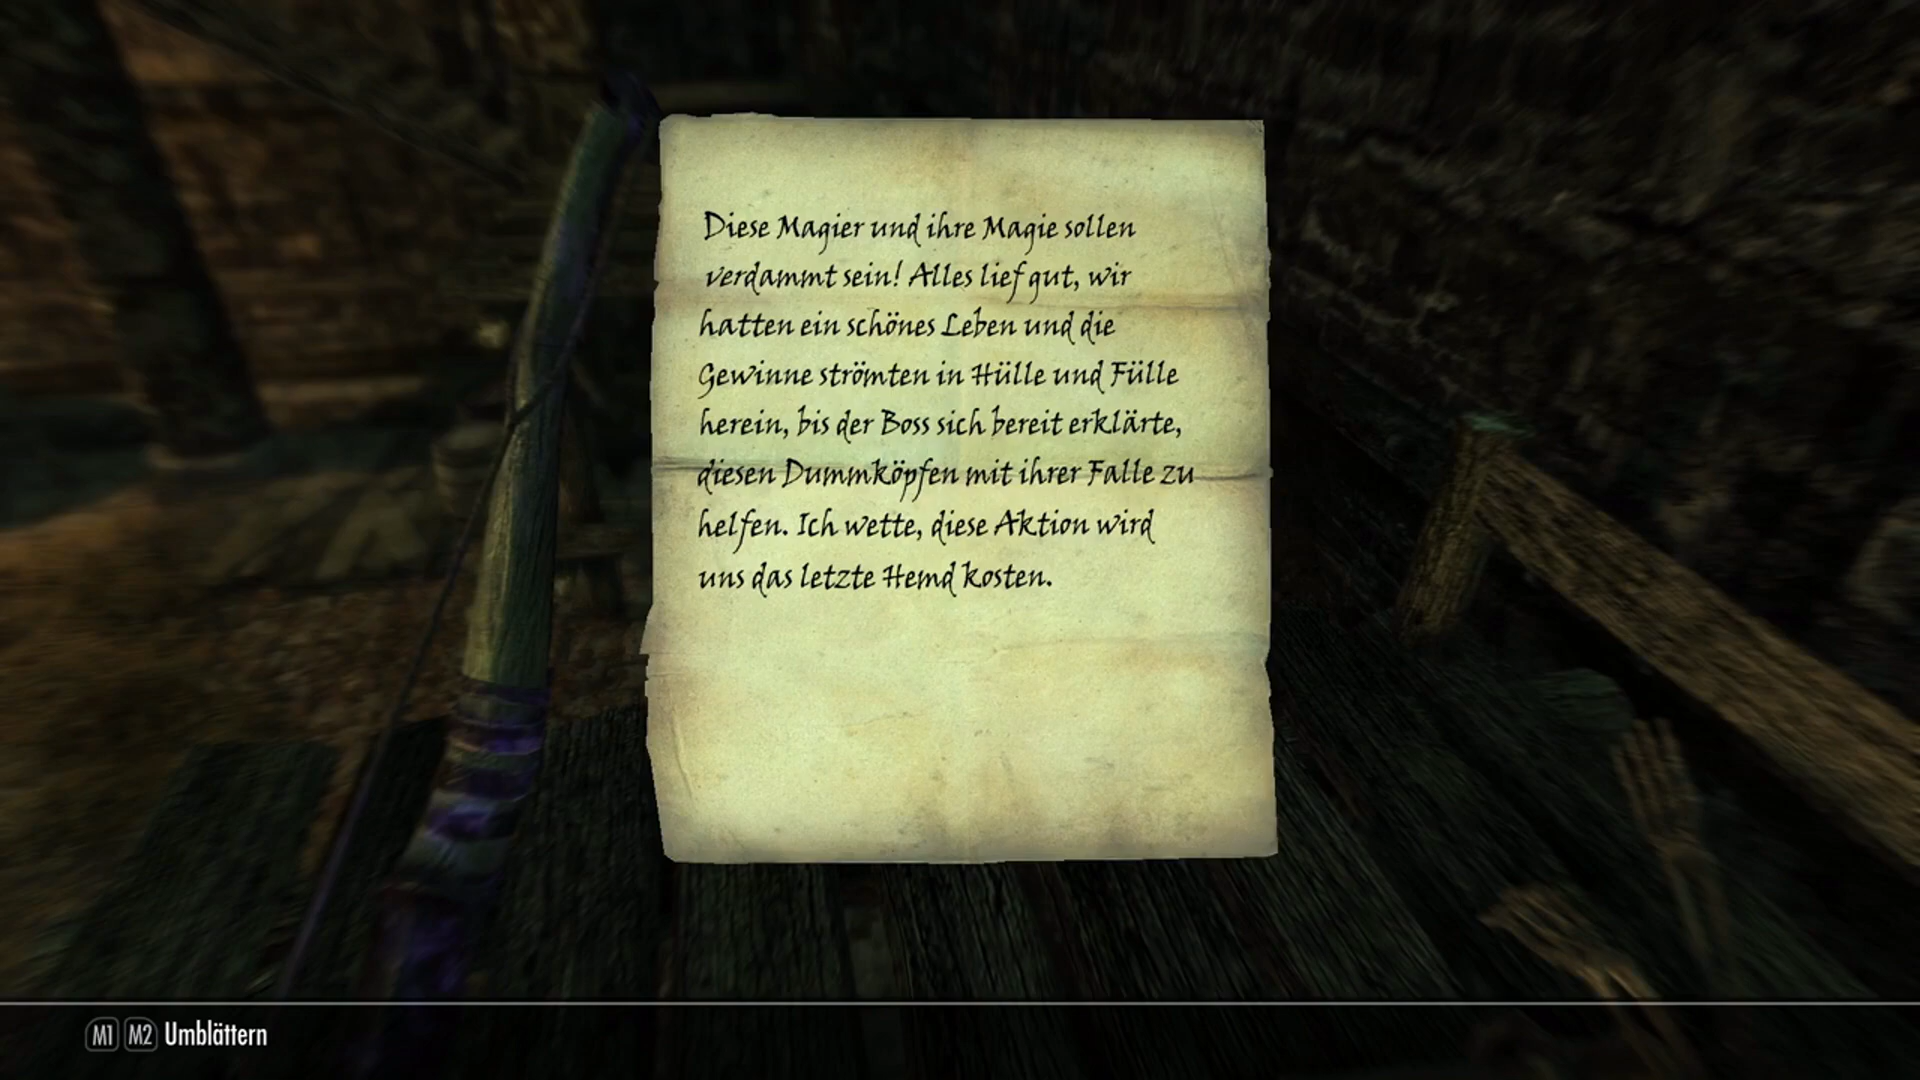 Diese Magier und ihre Magie sollen
verdammt sein! Alles lief gut, wir
hatten ein schönes Leben und die
Gewinne strömten in Hülle und Fülle
herein, bis der Boss sich bereit erklärte,
diesen Dummköpfen mit ihrer Falle zu
helfen. Ich wette, diese Aktion wird
uns das letzte Hemd kosten.
M1 M2 Umblättern